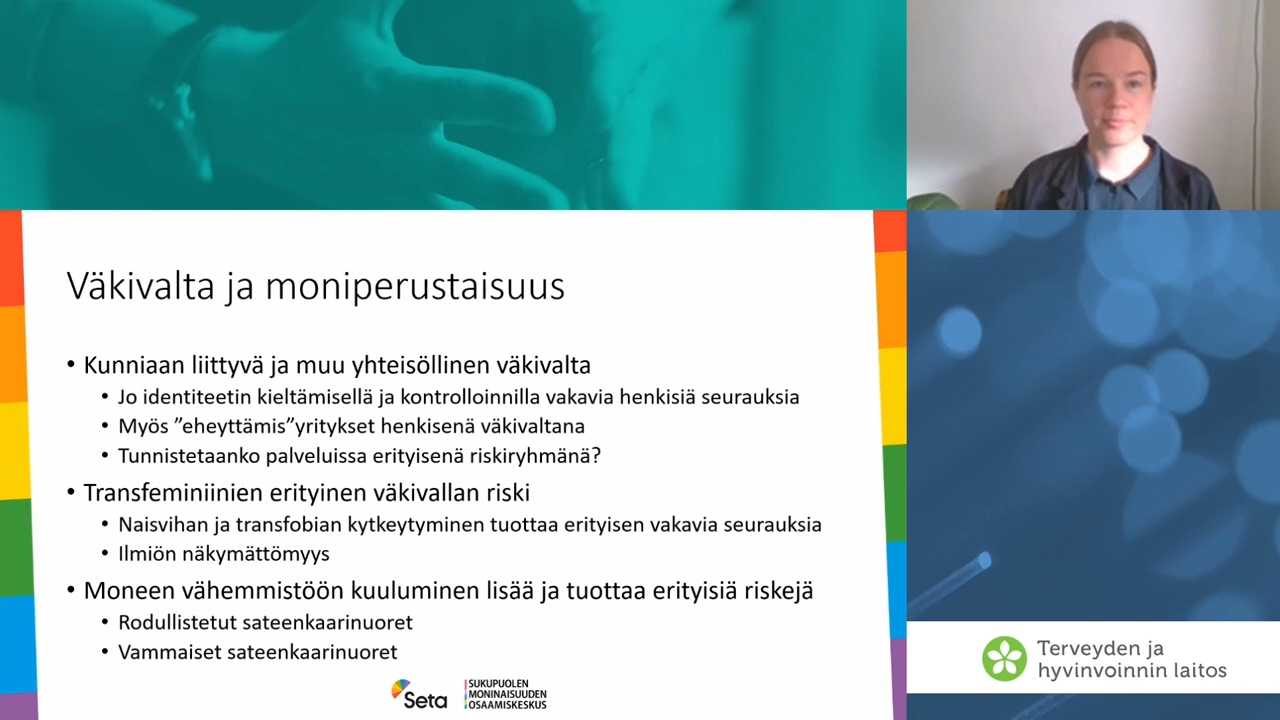 Väkivalta ja moniperustaisuus
• Kunniaan liittyvä ja muu yhteisöllinen väkivalta
• Jo identiteetin kieltämisellä ja kontrolloinnilla vakavia henkisiä seurauksia
• Myös ”eheyttämis”yritykset henkisenä väkivaltana
• Tunnistetaanko palveluissa erityisenä riskiryhmänä?
• Transfeminiinien erityinen väkivallan riski
• Naisvihan ja transfobian kytkeytyminen tuottaa erityisen vakavia seurauksia
• Ilmiön näkymättömyys
• Moneen vähemmistöön kuuluminen lisää ja tuottaa erityisiä riskejä
• Rodullistetut sateenkaarinuoret
• Vammaiset sateenkaarinuoret
Seta
SUKUPUOLEN
MONINAISUUDEN
OSAAMISKESKUS
Terveyden ja
hyvinvoinnin laitos